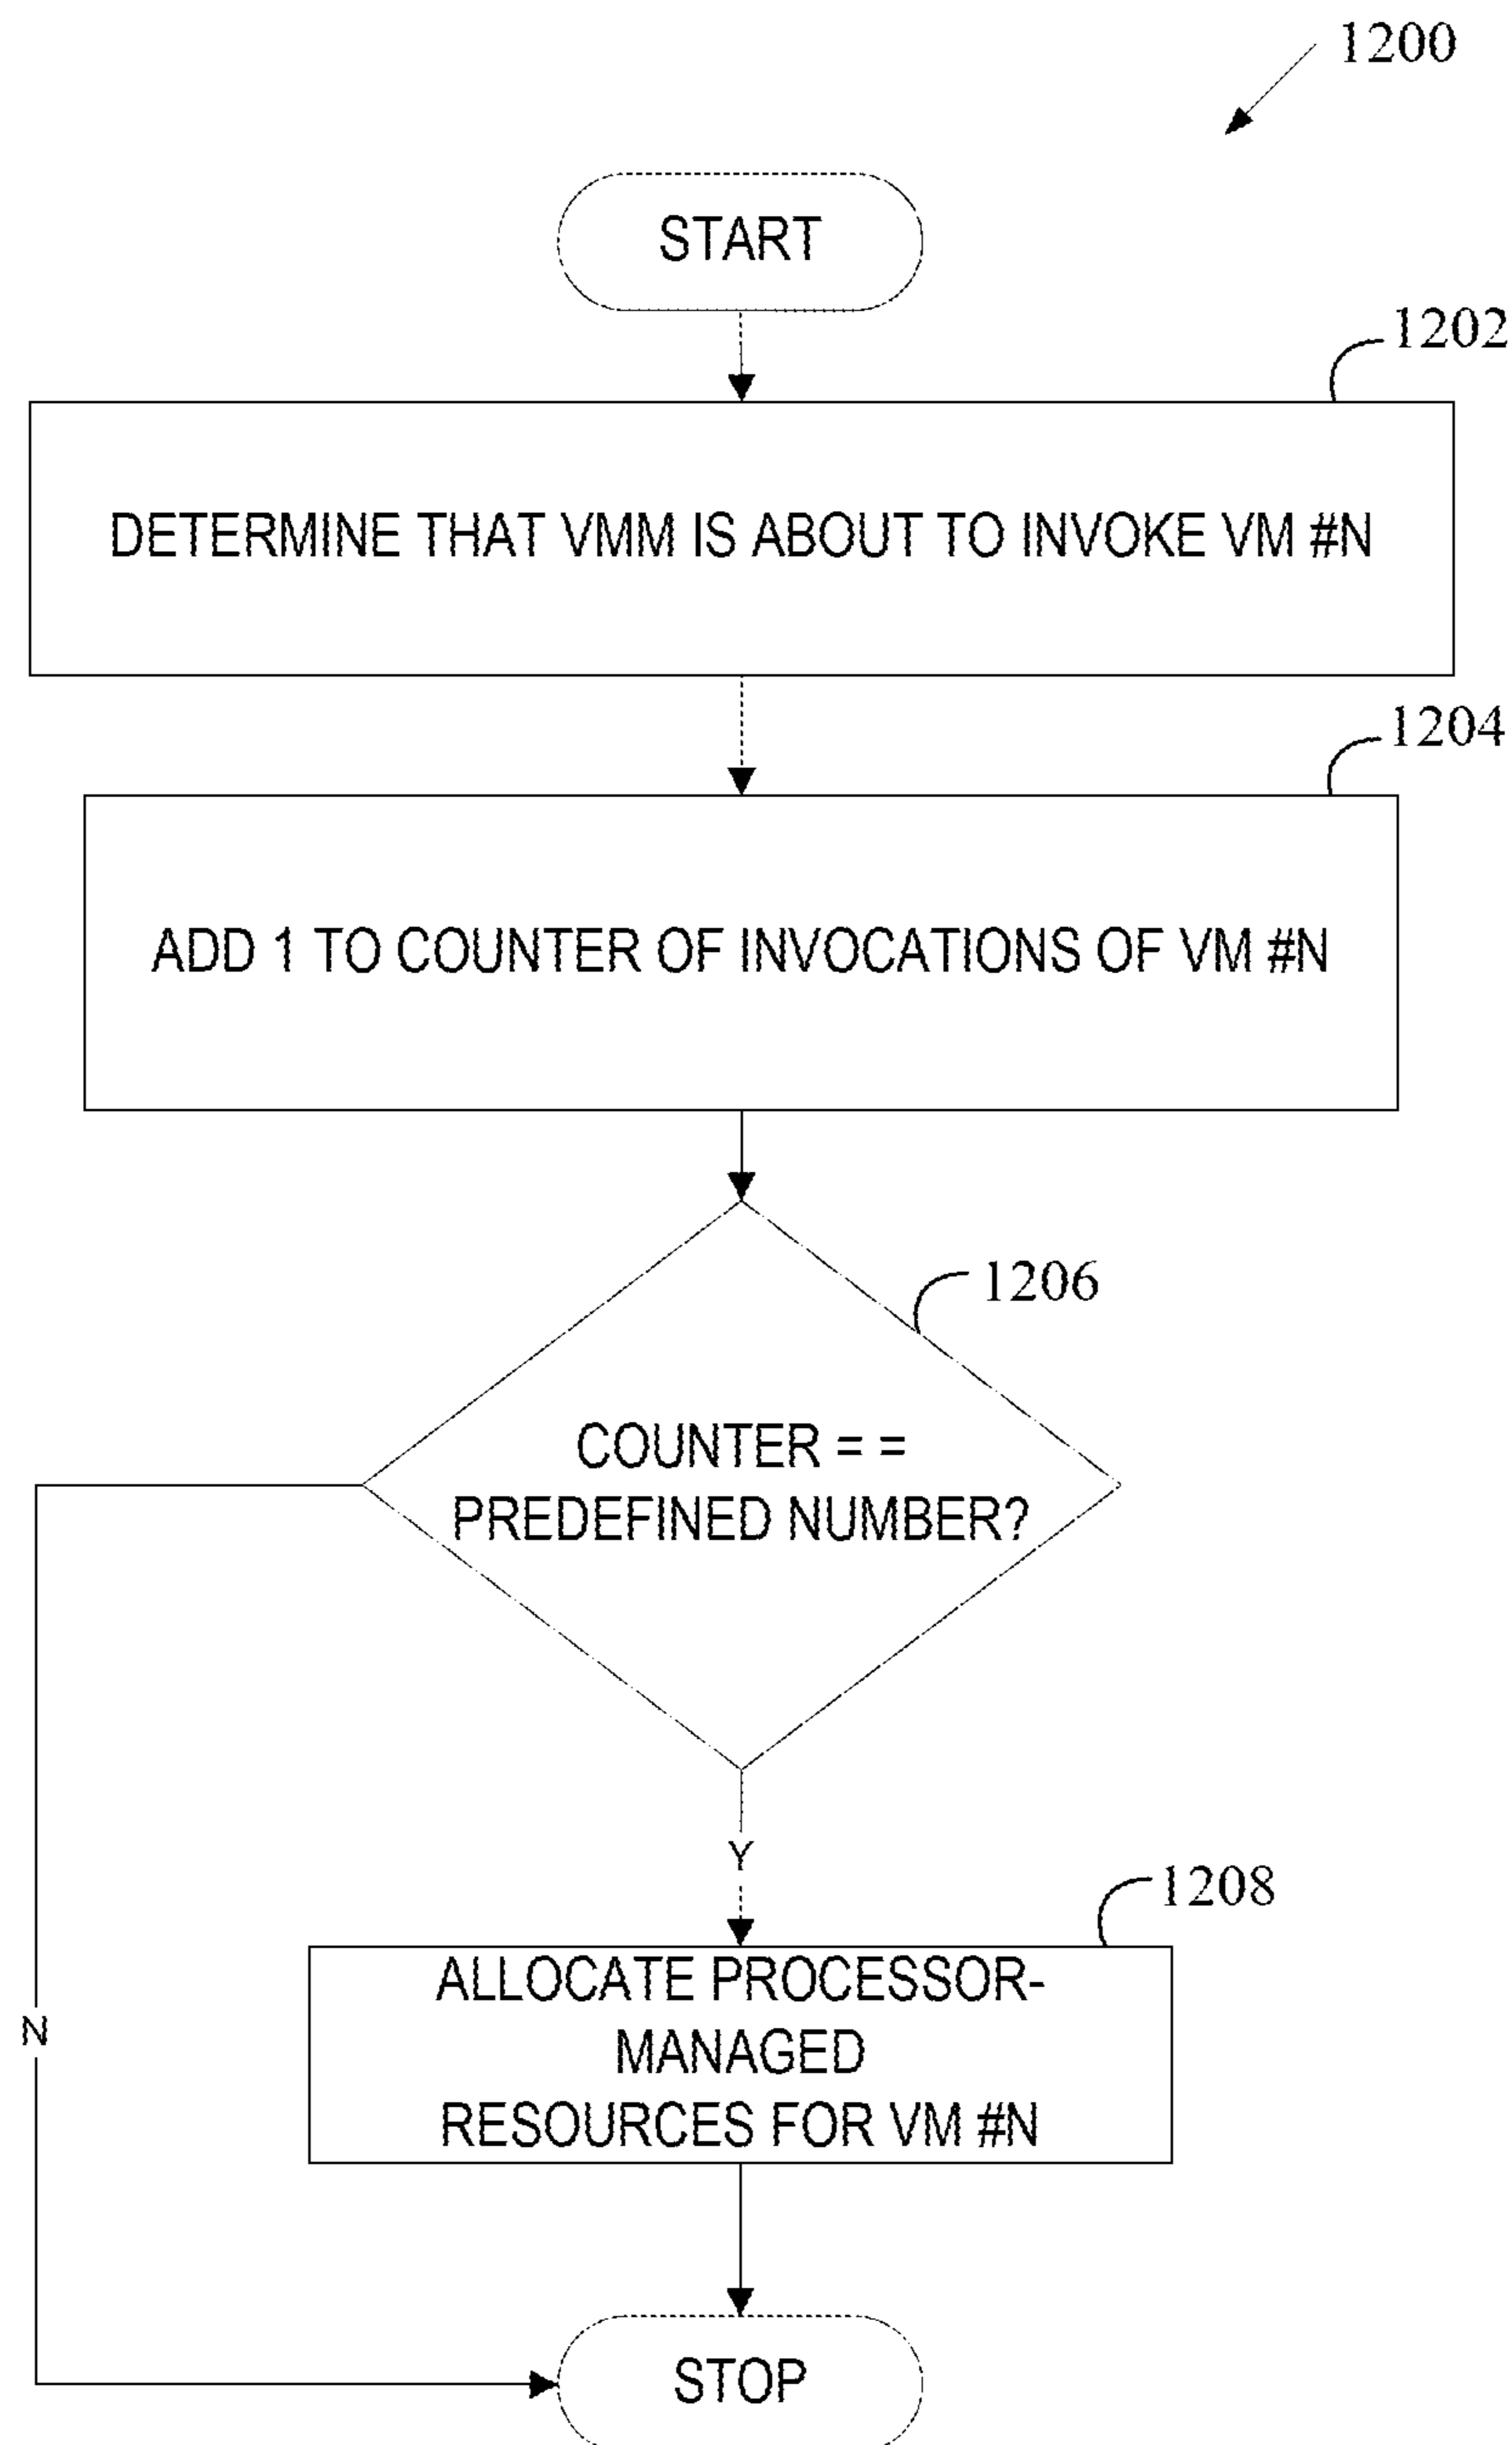 1200
START
1202
DETERMINE THAT VMM IS ABOUT TO INVOKE VM #N
1204
ADD 1 TO COUNTER OF INVOCATIONS OF VM #N
1206
COUNTER = =
PREDEFINED NUMBER?
Y
1208
ALLOCATE PROCESSOR-
MANAGED
RESOURCES FOR VM #N
N
STOP